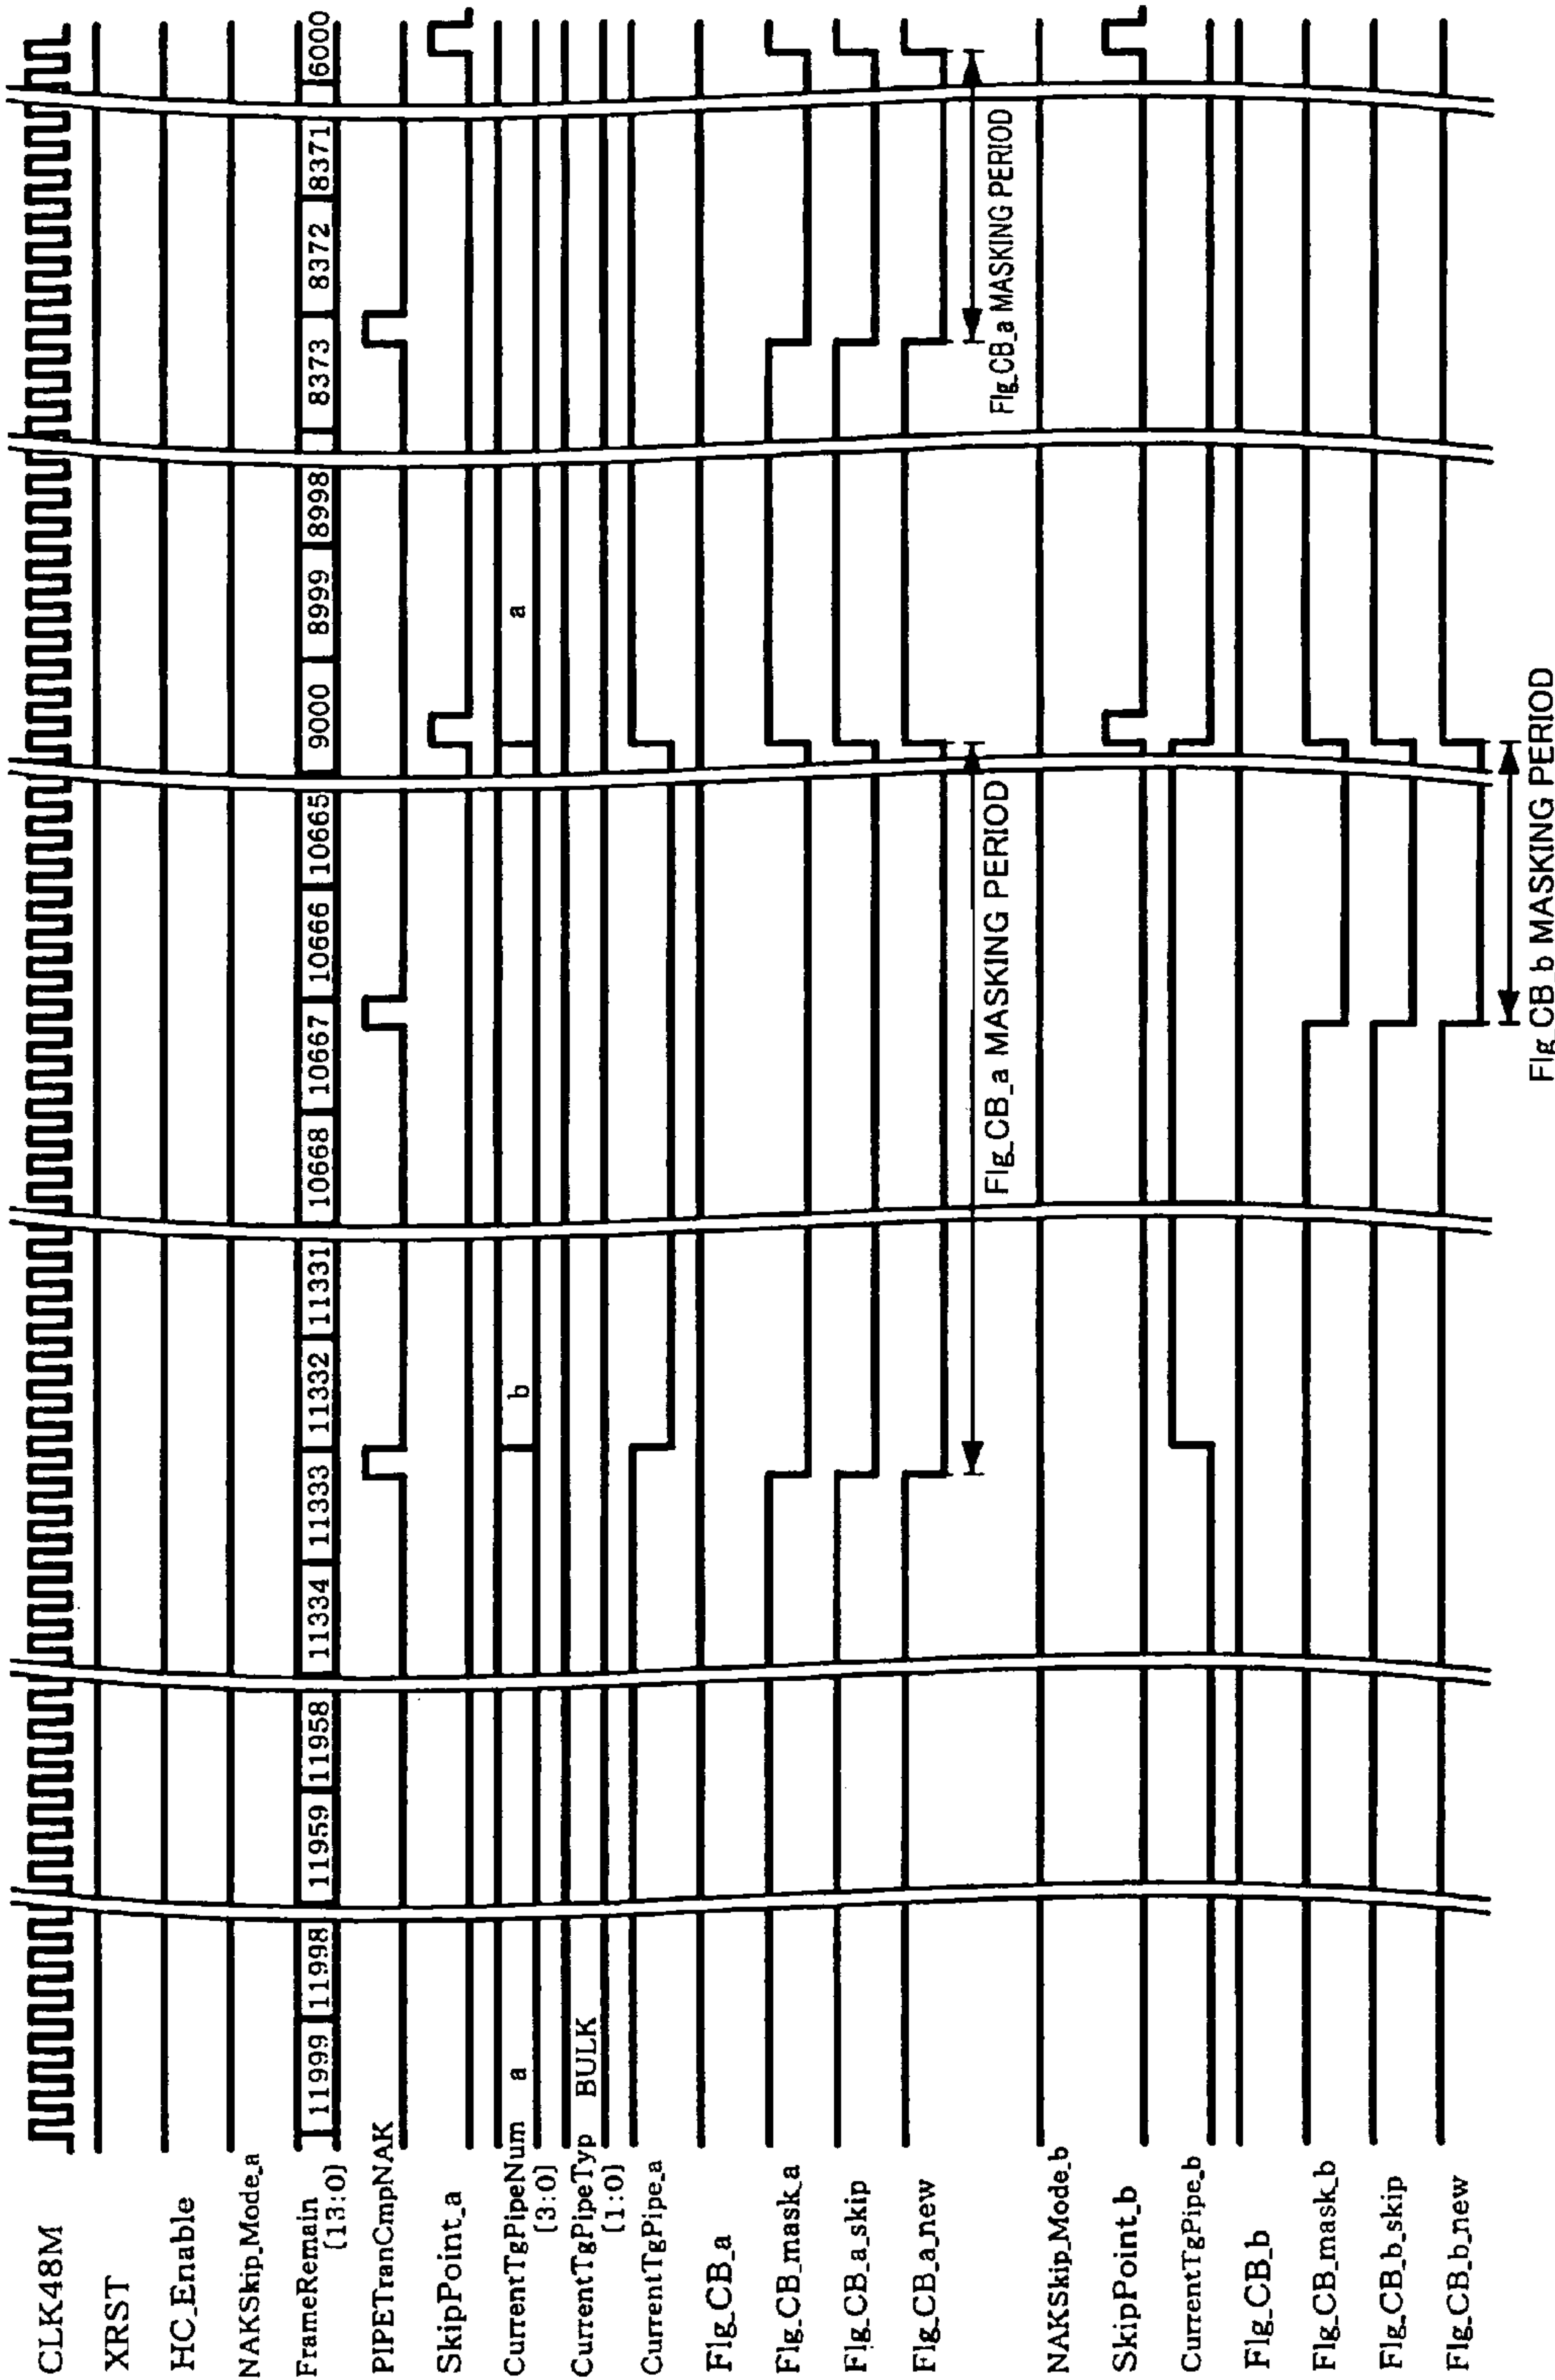 CLK48M
XRST
HC_Enable
NAKSkip_Mode_a
FrameRemain
[13:0]
11999 11998 11959 11958 11334 11333 11332 11331 10668 10667 10666 10665 9000 8999 8998 8373 8372 8371 6000
PIPETranCmpNAK
SkipPoint_a
CurrentTgPipeNum
[3:0]
a b a
CurrentTgPipeTyp BULK
[1:0]
CurrentTgPipe_a
Flg_CB_a
Flg_CB_mask_a
Flg_CB_a_skip
Flg_CB_a_new
Flg_CB_a MASKING PERIOD Flg_CB_a MASKING PERIOD
NAKSkip_Mode_b
SkipPoint_b
CurrentTgPipe_b
Flg_CB_b
Flg_CB_mask_b
Flg_CB_b_skip
Flg_CB_b_new
Flg_CB_b MASKING PERIOD